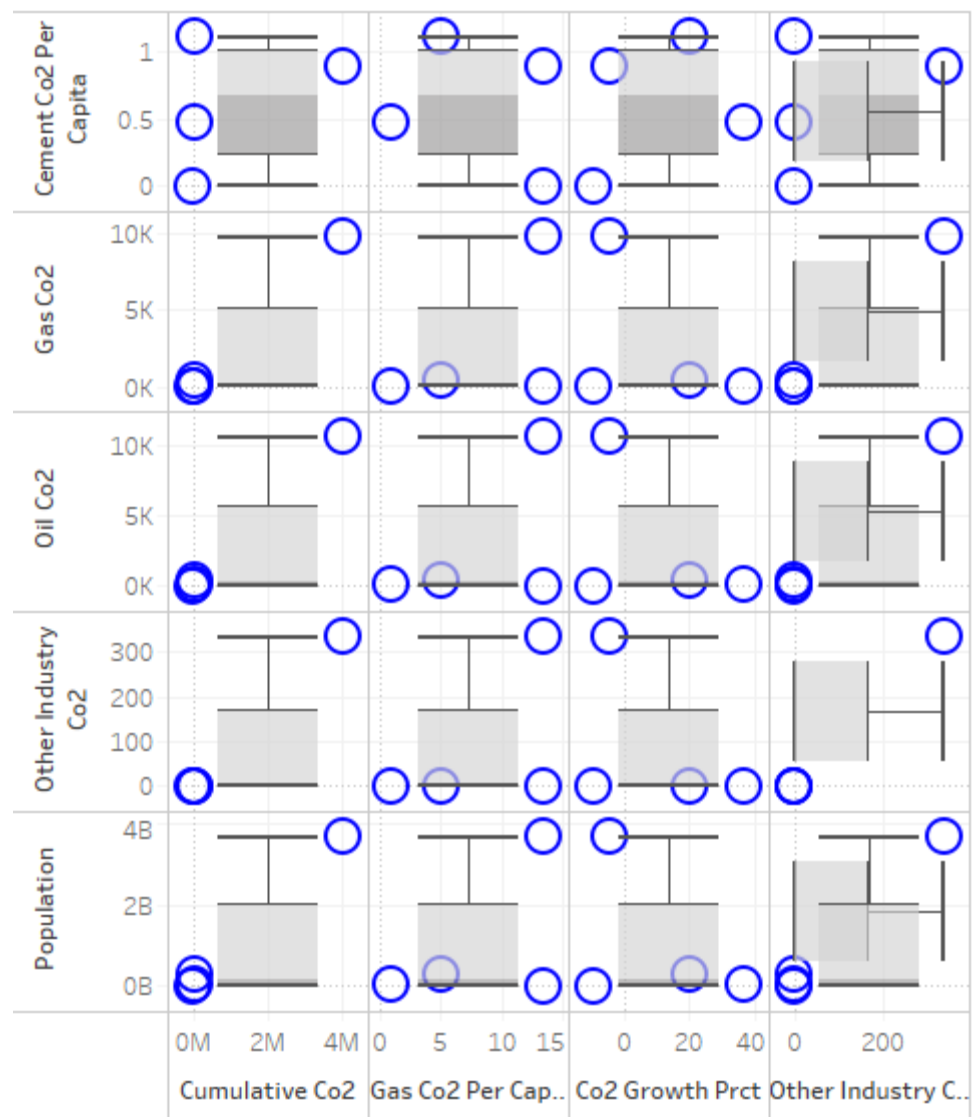 Cement Co2 Per
Capita
1
0.5
0
Gas Co2
10K
5K
0K
Oil Co2
10K
5K
0K
Other Industry
Co2
300
200
100
0
Population
4B
2B
0B
0M 2M 4M 0 5 10 15 0 20 40 0 200
Cumulative Co2 Gas Co2 Per Cap.. Co2 Growth Prct Other Industry C..